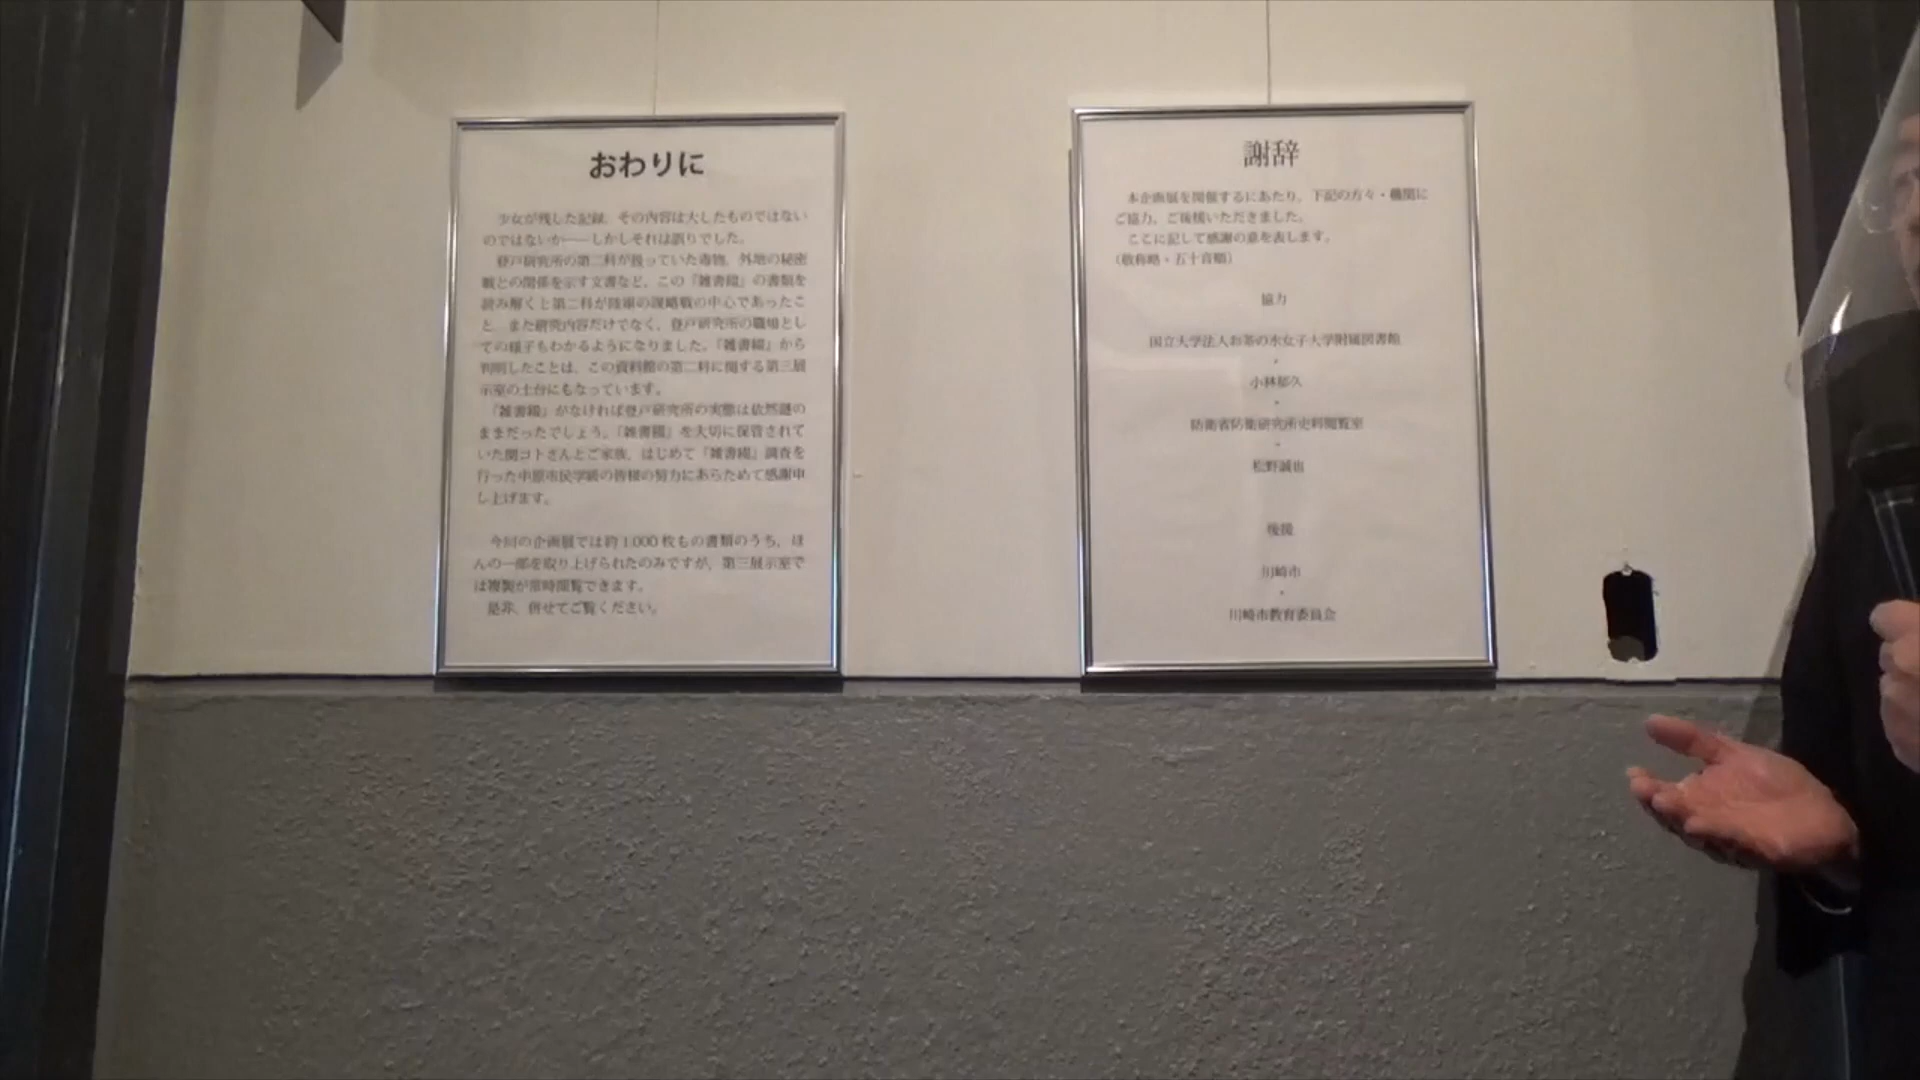 おわりに
少女が残した記録、その内容は大したものではない
のではないか――しかしそれは誤りでした。
登戸研究所の第二科が扱っていた毒物、外地の秘密
戦との関係を示す文書など、この『雑書綴』の書類を
読み解くと第二科が陸軍の謀略戦の中心であったこ
と、また研究内容だけでなく、登戸研究所の職場とし
ての様子もわかるようになりました。『雑書綴』から
判明したことは、この資料館の第二科に関する第三展
示室の土台にもなっています。
『雑書綴』がなければ登戸研究所の実態は依然謎の
ままだったでしょう。『雑書綴』を大切に保管されて
いた関コトさんとご家族、はじめて『雑書綴』調査を
行った中原市民学級の皆様の努力にあらためて感謝申
し上げます。
今回の企画展では約1,000枚もの書類のうち、ほ
んの一部を取り上げられたのみですが、第三展示室で
は複製が常時閲覧できます。
是非、併せてご覧ください。
謝辞
本企画展を開催するにあたり、下記の方々・機関に
ご協力、ご後援いただきました。
ここに記して感謝の意を表します。
（敬称略・五十音順）
協力
国立大学法人お茶の水女子大学附属図書館
・
小林郁久
・
防衛省防衛研究所史料閲覧室
・
松野誠也
後援
川崎市
・
川崎市教育委員会